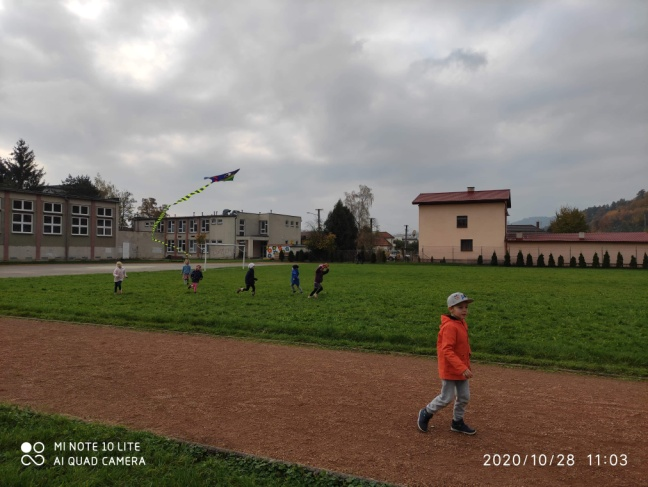 MI NOTE 10 LITE
AI QUAD CAMERA
2020/10/28 11:03